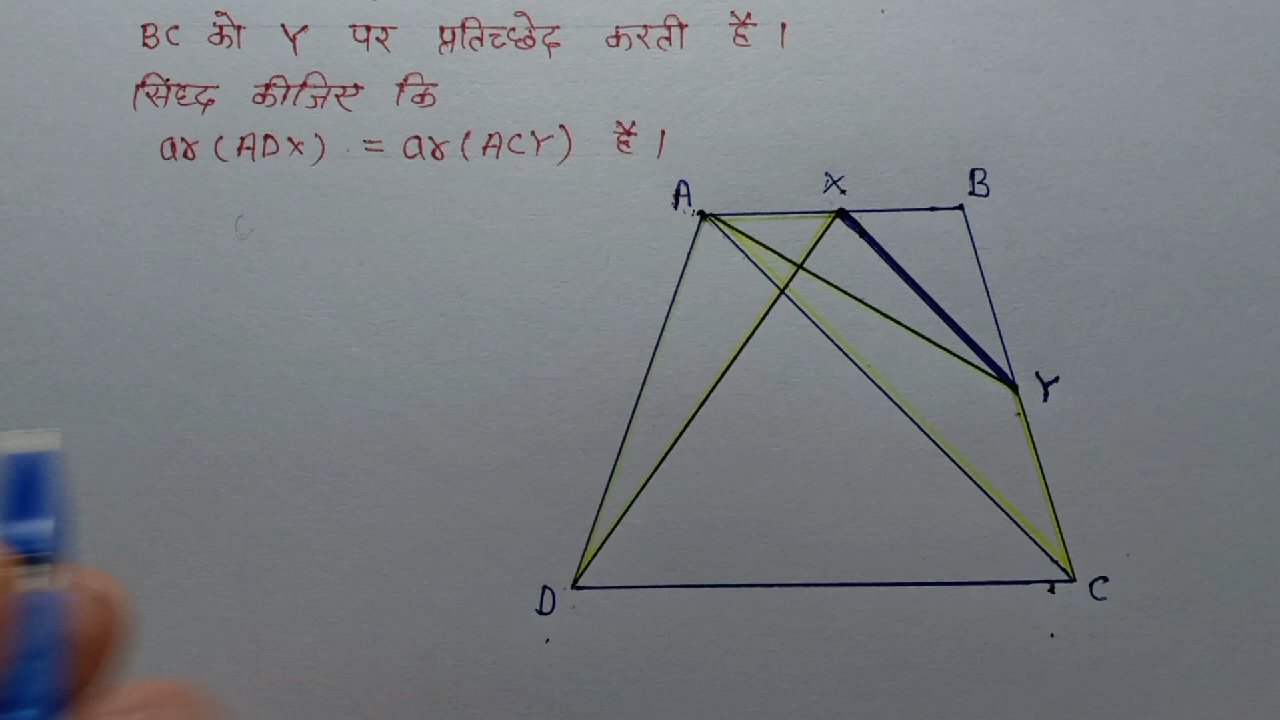 BC को Y पर प्रतिच्छेद करती है।
सिध्द कीजिए कि
ar(ADX) = ar(ACY) है।
A X B
Y
D C